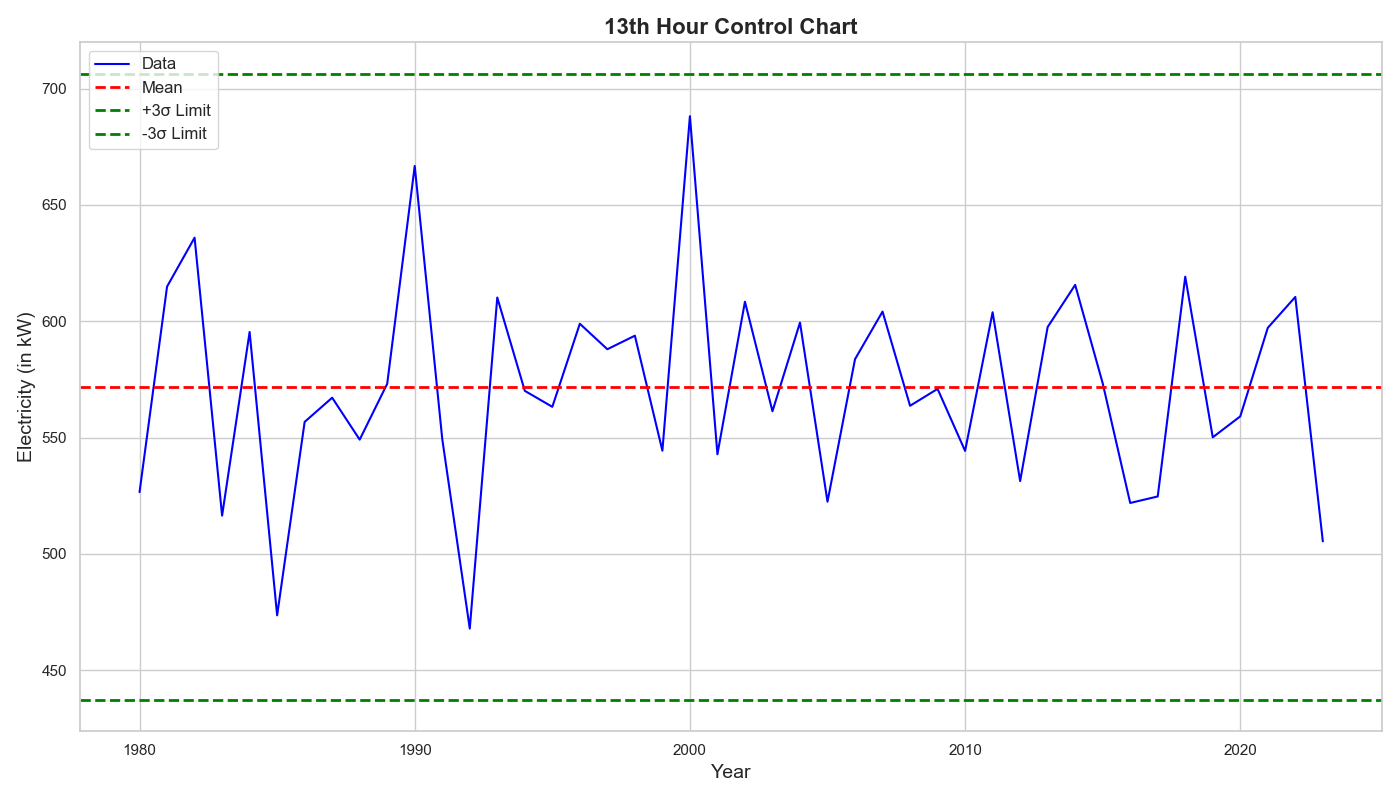 13th Hour Control Chart
Data
Mean
+3σ Limit
-3σ Limit
700
650
600
550
500
450
Electricity (in kW)
1980
1990
2000
2010
2020
Year